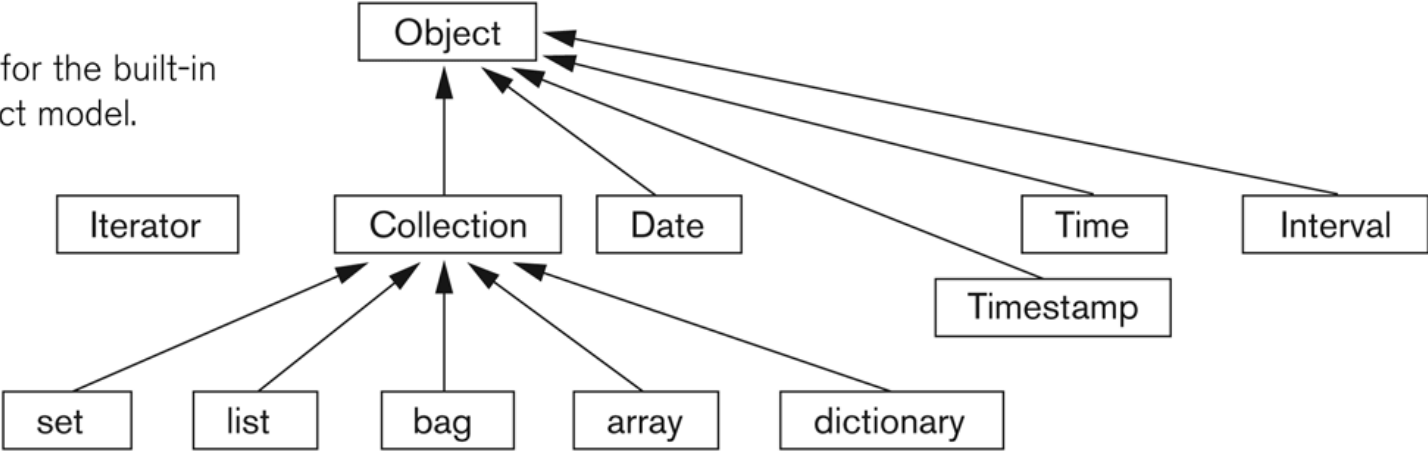 Object
for the built-in
ct model.
Iterator
Collection
Date
Time
Interval
Timestamp
set
list
bag
array
dictionary